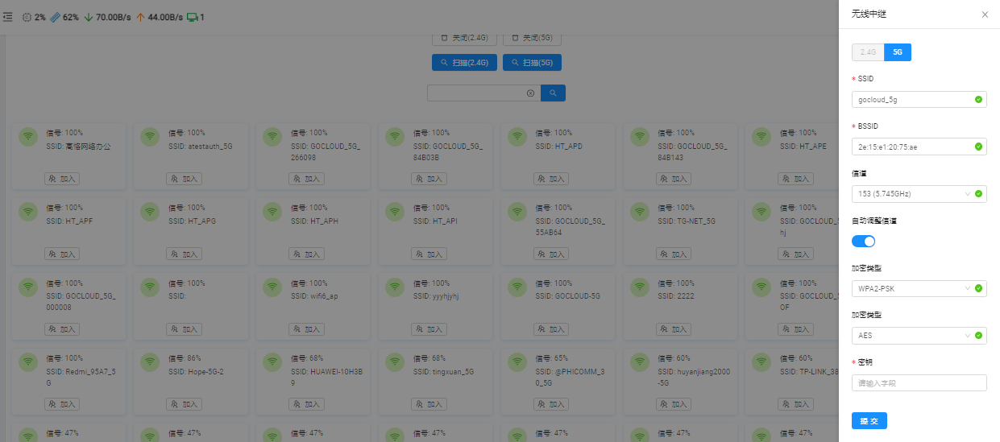 2% 62% 70.00B/s 44.00B/s 1
关闭(2.4G) 关闭(5G)
扫描(2.4G) 扫描(5G)
信号: 100%
SSID: 高恪网络办公
加入
信号: 100%
SSID: atestauth_5G
加入
信号: 100%
SSID: GOCLOUD_5G_
266098
加入
信号: 100%
SSID: GOCLOUD_5G_
84B03B
加入
信号: 100%
SSID: HT_APD
加入
信号: 100%
SSID: GOCLOUD_5G_
84B143
加入
信号: 100%
SSID: HT_APE
加入
信号: 100%
SSID: HT_APF
加入
信号: 100%
SSID: HT_APG
加入
信号: 100%
SSID: HT_APH
加入
信号: 100%
SSID: HT_API
加入
信号: 100%
SSID: GOCLOUD_5G_
55AB64
加入
信号: 100%
SSID: TG-NET_5G
加入
信号: 100%
SSID: GOCLOUD_5G
hj
加入
信号: 100%
SSID: GOCLOUD_5G_
000008
加入
信号: 100%
SSID:
加入
信号: 100%
SSID: wifi6_ap
加入
信号: 100%
SSID: yyyhjyhj
加入
信号: 100%
SSID: GOCLOUD-5G
加入
信号: 100%
SSID: 2222
加入
信号: 100%
SSID: GOCLOUD_
OF
加入
信号: 100%
SSID: Redmi_95A7_5
G
加入
信号: 86%
SSID: Hope-5G-2
加入
信号: 68%
SSID: HUAWEI-10H3B
9
加入
信号: 68%
SSID: tingxuan_5G
加入
信号: 65%
SSID: @PHICOMM_3
0_5G
加入
信号: 60%
SSID: huyanjiang2000
-5G
加入
信号: 60%
SSID: TP-LINK_38
加入
信号: 47%
信号: 47%
信号: 47%
信号: 47%
信号: 47%
信号: 47%
信号: 47%
无线中继
2.4G 5G
* SSID
gocloud_5g
* BSSID
2e:15:e1:20:75:ae
信道
153 (5.745GHz)
自动调整信道
加密类型
WPA2-PSK
加密类型
AES
* 密钥
请输入字段
提 交